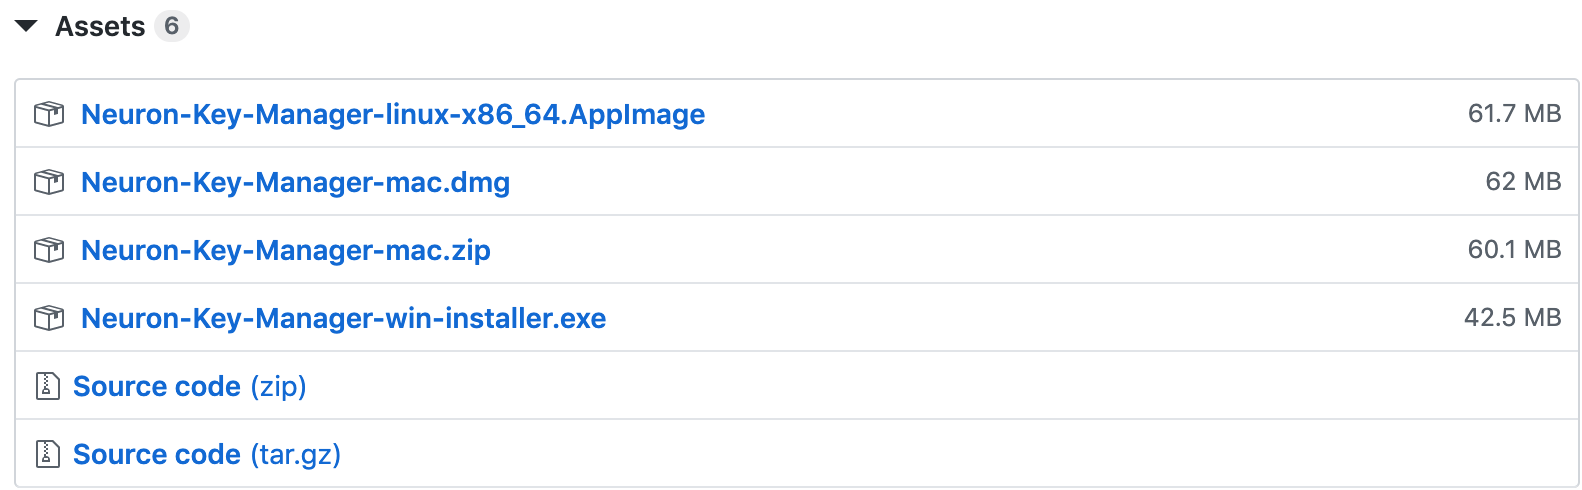 Assets 6
Neuron-Key-Manager-linux-x86_64.AppImage 61.7 MB
Neuron-Key-Manager-mac.dmg 62 MB
Neuron-Key-Manager-mac.zip 60.1 MB
Neuron-Key-Manager-win-installer.exe 42.5 MB
Source code (zip)
Source code (tar.gz)